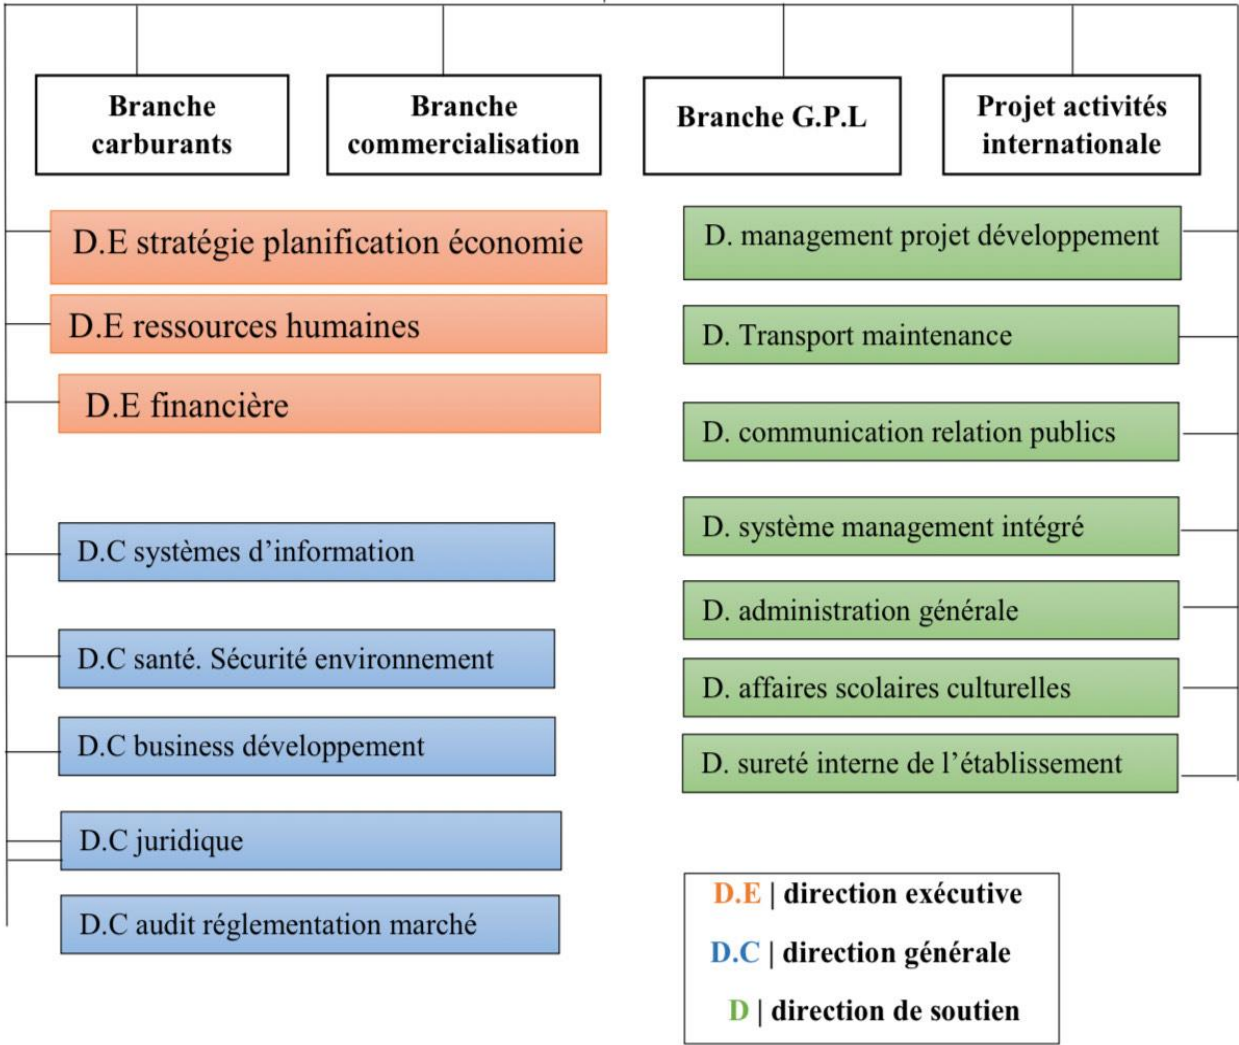 Branche
carburants
Branche
commercialisation
Branche G.P.L
Projet activités
internationale
D.E stratégie planification économie
D.E ressources humaines
D.E financière
D.C systèmes d’information
D.C santé. Sécurité environnement
D.C business développement
D.C juridique
D.C audit réglementation marché
D. management projet développement
D. Transport maintenance
D. communication relation publics
D. système management intégré
D. administration générale
D. affaires scolaires culturelles
D. sureté interne de l’établissement
D.E | direction exécutive
D.C | direction générale
D | direction de soutien